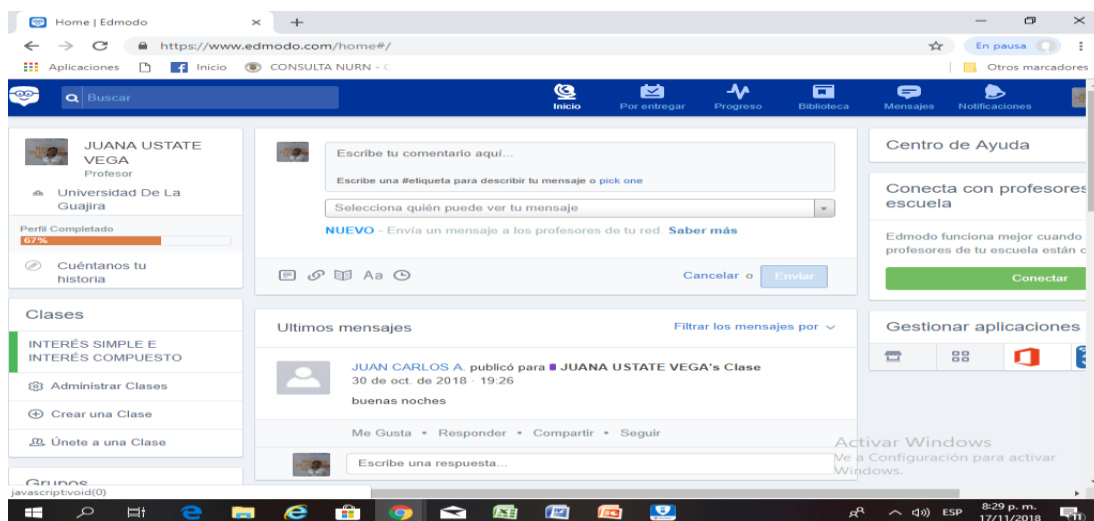 Home | Edmodo
https://www.edmodo.com/home#/
En pausa
Aplicaciones
Inicio
CONSULTA NURN - C
Otros marcadores
Buscar
Inicio
Por entregar
Progreso
Biblioteca
Mensajes
Notificaciones
JUANA USTATE
VEGA
Profesor
Universidad De La
Guajira
Perfil Completado
67%
Cuéntanos tu
historia
Clases
INTERÉS SIMPLE E
INTERÉS COMPUESTO
Administrar Clases
Crear una Clase
Únete a una Clase
Grupos
javascript:void(0)
Escribe tu comentario aquí...
Escribe una #etiqueta para describir tu mensaje o pick one
Selecciona quién puede ver tu mensaje
NUEVO - Envía un mensaje a los profesores de tu red. Saber más
Aa
Cancelar o Enviar
Ultimos mensajes
Filtrar los mensajes por
JUAN CARLOS A. publicó para JUANA USTATE VEGA's Clase
30 de oct. de 2018 · 19:26
buenas noches
Me Gusta • Responder • Compartir • Seguir
Escribe una respuesta...
Centro de Ayuda
Conecta con profesores
escuela
Edmodo funciona mejor cuando
profesores de tu escuela están c
Conectar
Gestionar aplicaciones
Activar Windows
Ve a Configuración para activar
Windows.
ESP
8:29 p. m.
17/11/2018